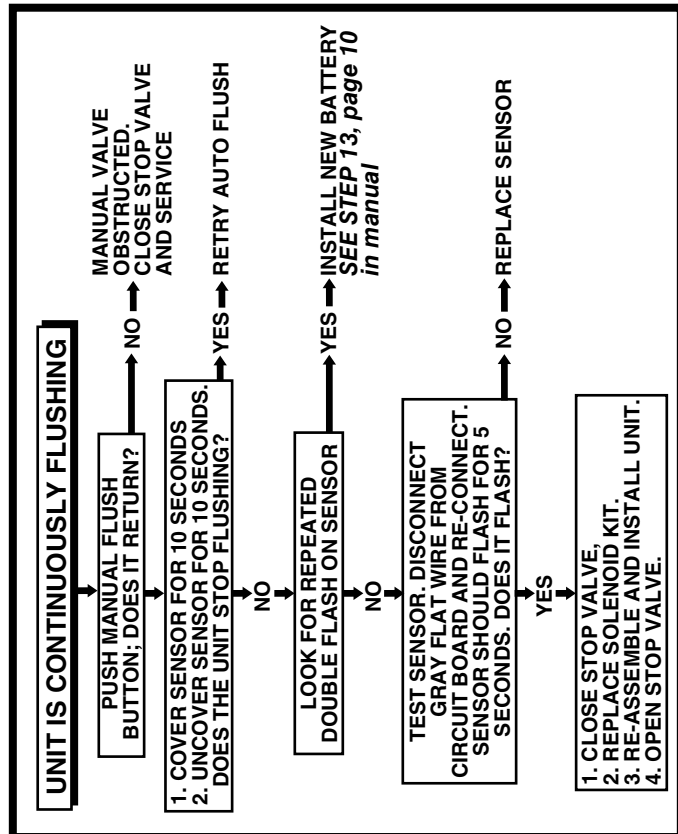 UNIT IS CONTINUOUSLY FLUSHING
PUSH MANUAL FLUSH
BUTTON; DOES IT RETURN?
NO
MANUAL VALVE
OBSTRUCTED.
CLOSE STOP VALVE
AND SERVICE
1. COVER SENSOR FOR 10 SECONDS
2. UNCOVER SENSOR FOR 10 SECONDS.
DOES THE UNIT STOP FLUSHING?
YES
RETRY AUTO FLUSH
NO
LOOK FOR REPEATED
DOUBLE FLASH ON SENSOR
YES
INSTALL NEW BATTERY
SEE STEP 13, page 10
in manual
NO
TEST SENSOR. DISCONNECT
GRAY FLAT WIRE FROM
CIRCUIT BOARD AND RE-CONNECT.
SENSOR SHOULD FLASH FOR 5
SECONDS. DOES IT FLASH?
NO
REPLACE SENSOR
YES
1. CLOSE STOP VALVE,
2. REPLACE SOLENOID KIT.
3. RE-ASSEMBLE AND INSTALL UNIT.
4. OPEN STOP VALVE.